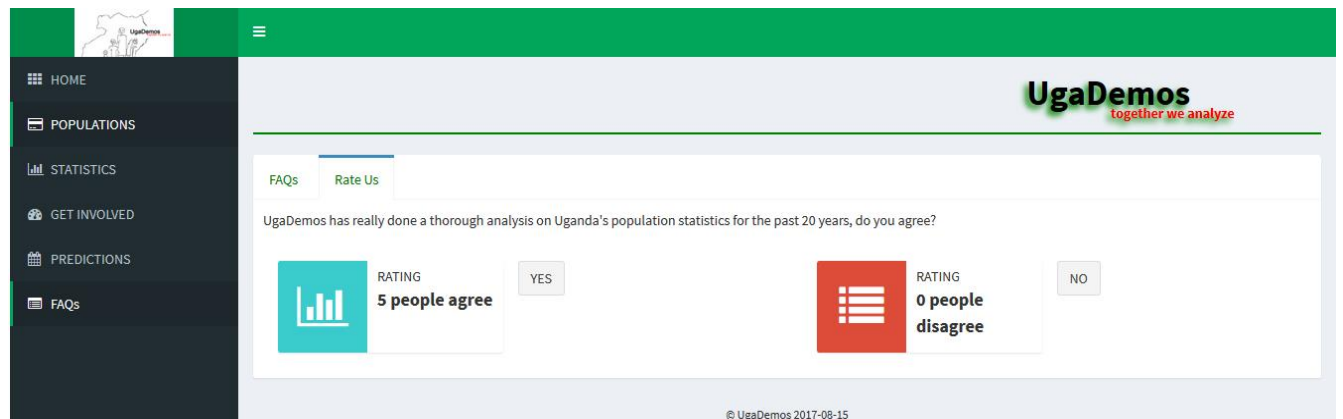 UgaDemos
HOME
POPULATIONS
STATISTICS
GET INVOLVED
PREDICTIONS
FAQs
UgaDemos
together we analyze
FAQs Rate Us
UgaDemos has really done a thorough analysis on Uganda's population statistics for the past 20 years, do you agree?
RATING
5 people agree
YES
RATING
0 people
disagree
NO
© UgaDemos 2017-08-15